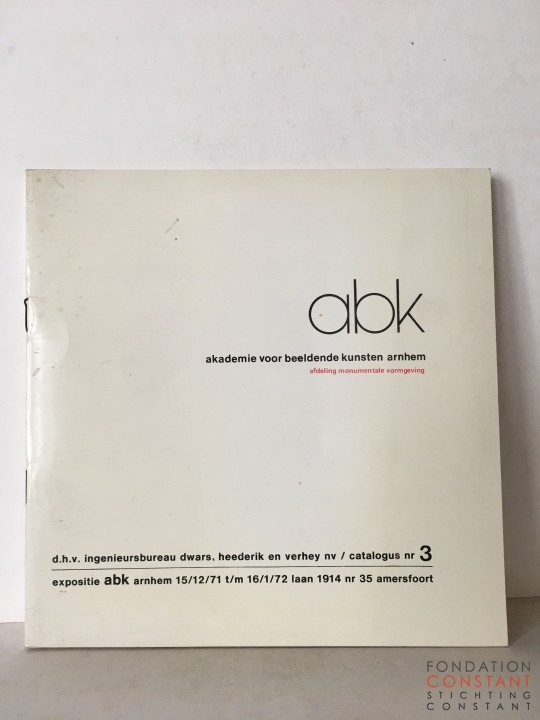 abk
akademie voor beeldende kunsten arnhem
afdeling monumentale vormgeving
d.h.v. ingenieursbureau dwars, heederik en verhey nv / catalogus nr 3
expositie abk arnhem 15/12/71 t/m 16/1/72 laan 1914 nr 35 amersfoort
FONDATION
CONSTANT
STICHTING
CONSTANT